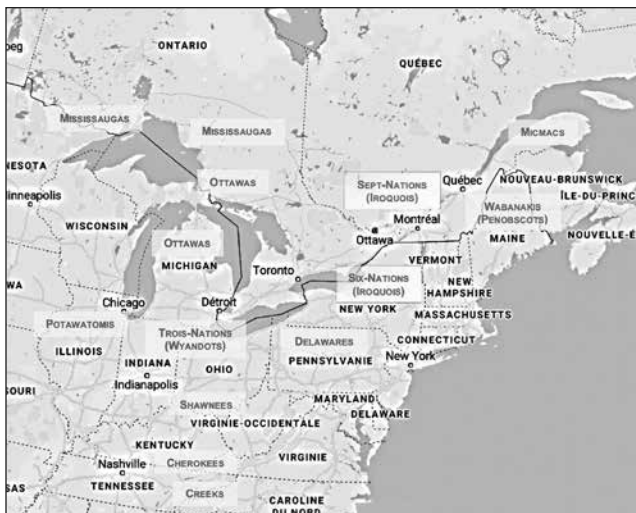 ONTARIO
peg
QUÉBEC
MISSISSAUGAS
MISSISSAUGAS
MICMACS
OTTAWAS
SEPT-NATIONS
(IROQUOIS)
Québec
NOUVEAU-BRUNSWICK
NESOTA
ÎLE-DU-PRINC
Minneapolis
WABANAKIS
(PENOBSCOTS)
WISCONSIN
Montréal
Ottawa
NOUVELLE-É
MAINE
OTTAWAS
MICHIGAN
VERMONT
Toronto
SIX-NATIONS
(IROQUOIS)
NEW
HAMPSHIRE
Chicago
Détroit
NEW YORK
MASSACHUSETTS
POTAWATOMIS
TROIS-NATIONS
(WYANDOTS)
DELAWARES
CONNECTICUT
ILLINOIS
PENNSYLVANIE
New York
INDIANA
OHIO
Indianapolis
SOURI
MARYLAND
SHAWNEES
DELAWARE
VIRGINIE-OCCIDENTALE
KENTUCKY
VIRGINIE
Nashville
CHEROKEES
TENNESSEE
SAS
CREEKS
CAROLINE
DU NORD